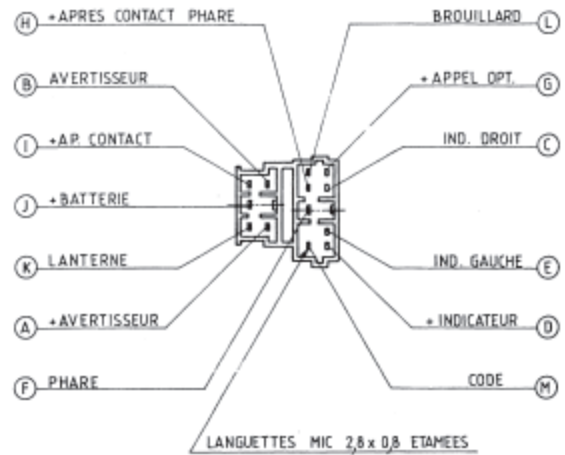 H +APRES CONTACT PHARE
BROUILLARD L
B AVERTISSEUR
+APPEL OPT. G
I +AP. CONTACT
IND. DROIT C
J +BATTERIE
K LANTERNE
IND. GAUCHE E
A +AVERTISSEUR
+INDICATEUR D
F PHARE
CODE M
LANGUETTES MIC 2,8 x 0,8 ETAMEES